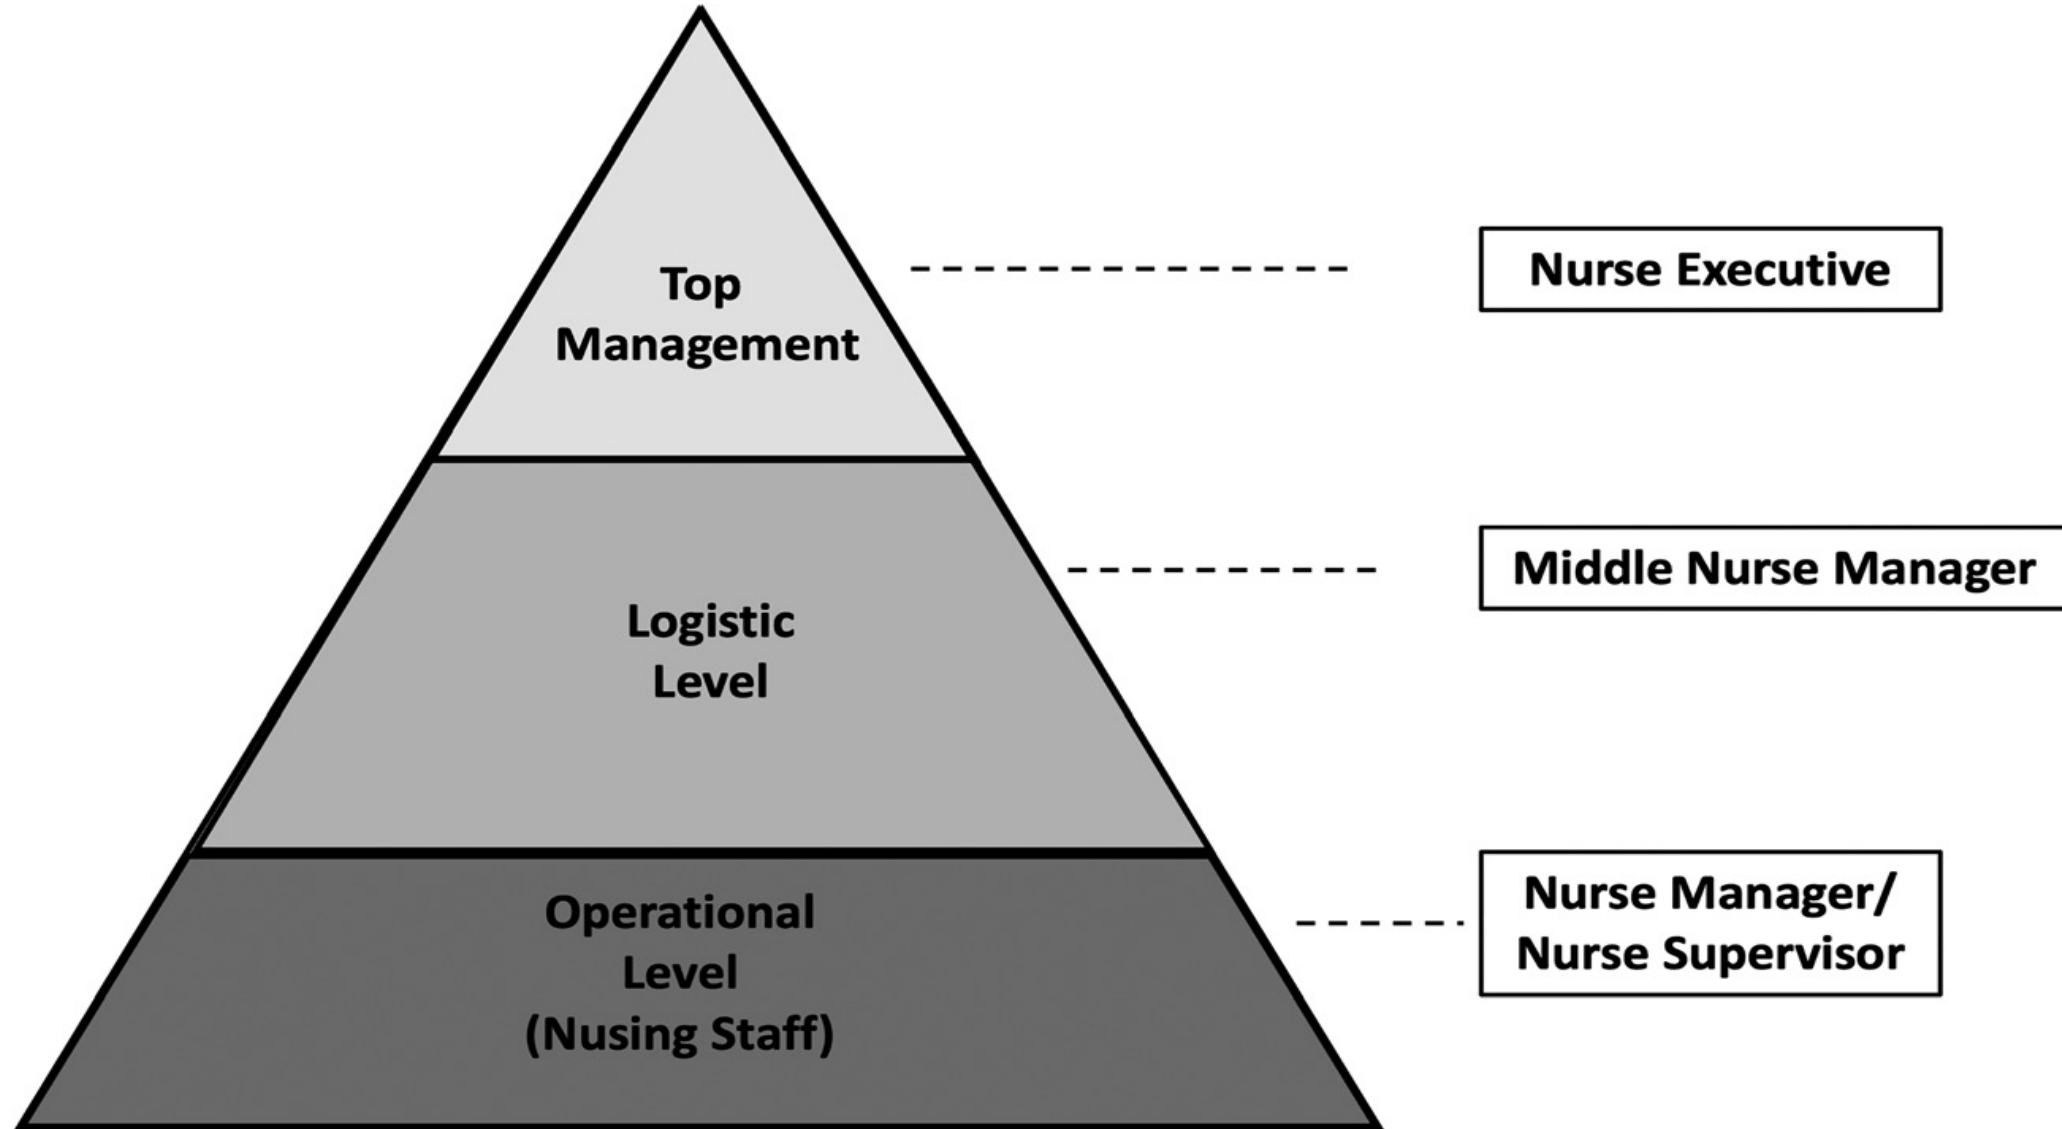 Top
Management
Nurse Executive
Logistic
Level
Middle Nurse Manager
Operational
Level
(Nusing Staff)
Nurse Manager/
Nurse Supervisor